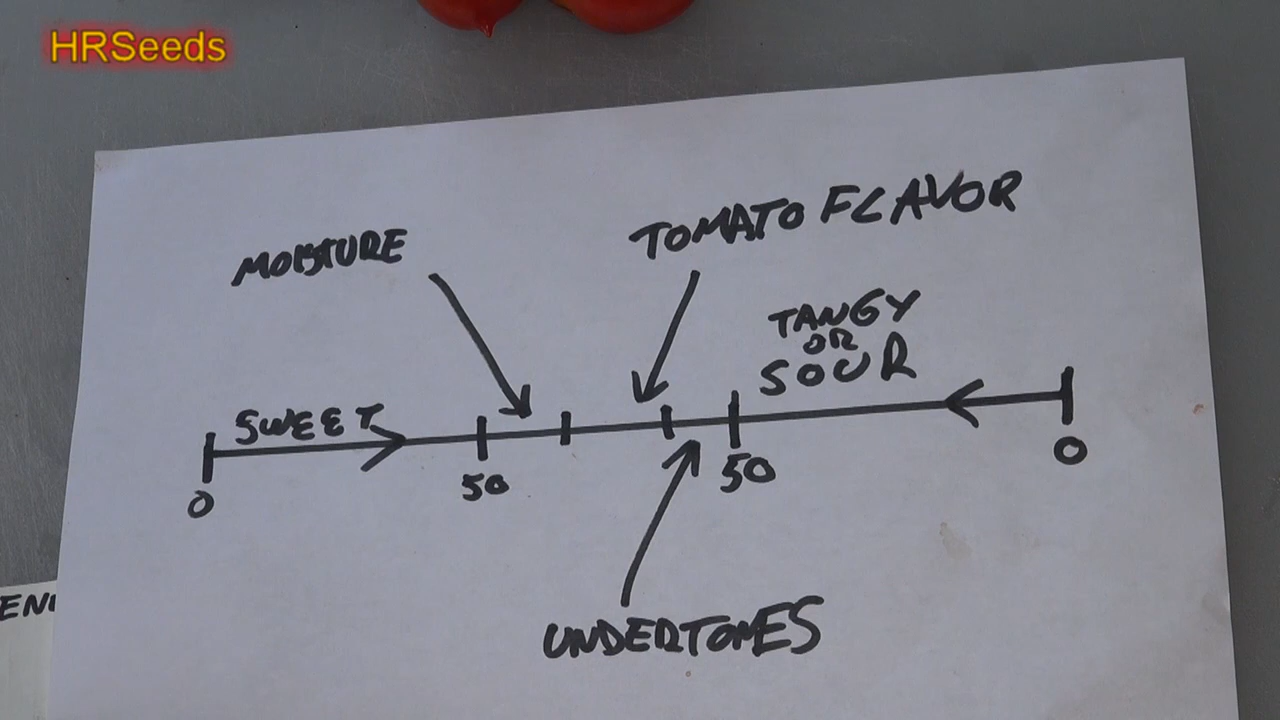 HRSeeds
MOISTURE
TOMATO FLAVOR
TANGY
OR
SOUR
SWEET
0
50
50
0
UNDERTONES